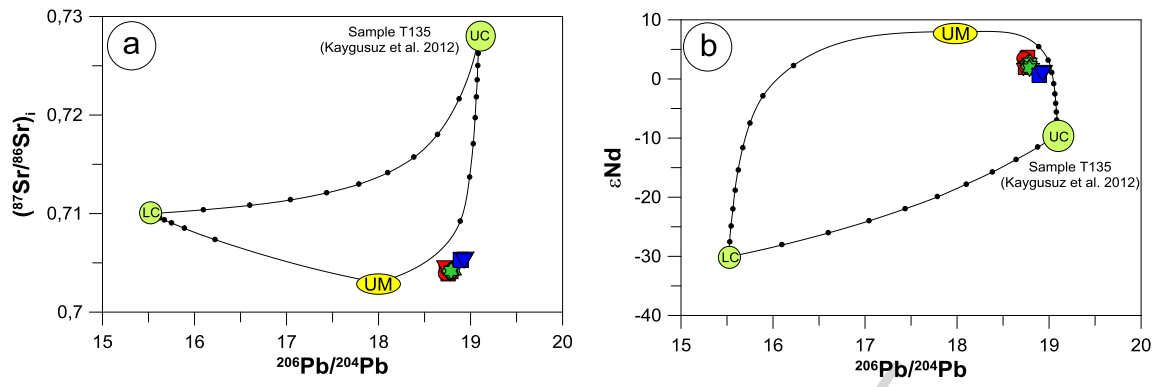 a
Sample T135
(Kaygusuz et al. 2012)
UC
LC
UM
0,73
0,72
0,71
0,7
(87Sr/86Sr)i
15 16 17 18 19 20
206Pb/204Pb
b
UM
UC
Sample T135
(Kaygusuz et al. 2012)
LC
10
0
-10
-20
-30
-40
εNd
15 16 17 18 19 20
206Pb/204Pb